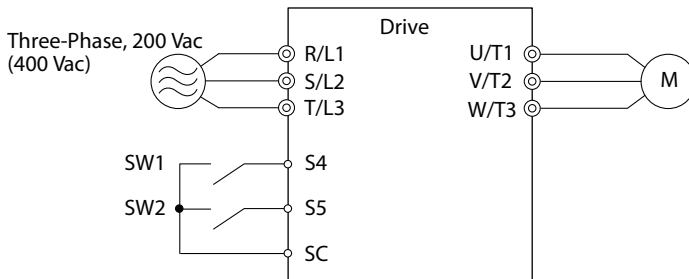 Drive
Three-Phase, 200 Vac
(400 Vac)
R/L1
S/L2
T/L3
U/T1
V/T2
W/T3
M
SW1
S4
SW2
S5
SC